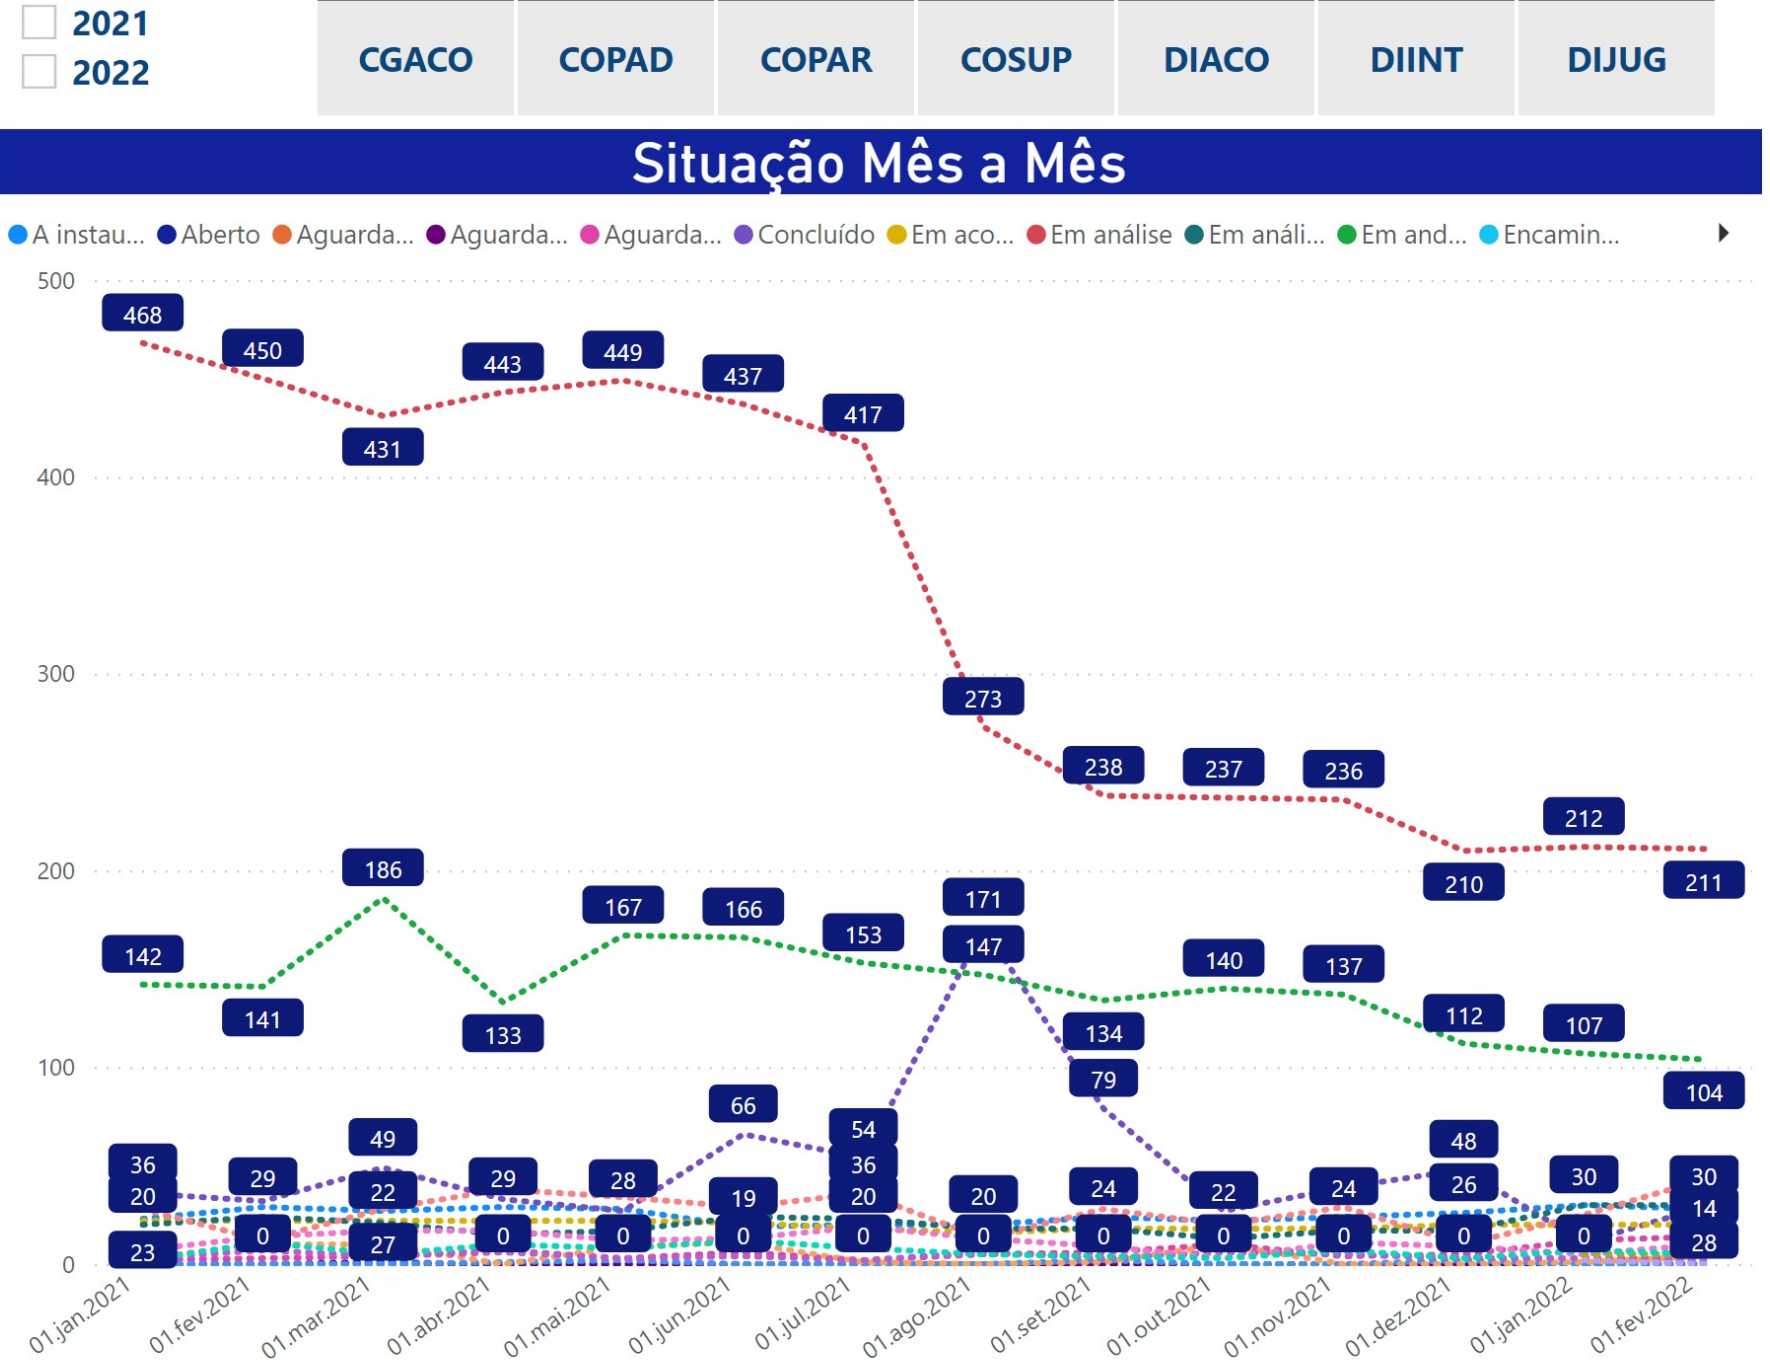 2021
2022
CGACO COPAD COPAR COSUP DIACO DIINT DIJUG
Situação Mês a Mês
A instau... Aberto Aguarda... Aguarda... Aguarda... Concluído Em aco... Em análise Em análi... Em and... Encamin...
500
468 450 431 443 449 437 417
400
300
273 238 237 236 210 212 211
200
142 141 186 133 167 166 153 171 147 134 140 137 112 107 104
100
36 29 49 29 28 66 54 36 20 79 24 22 24 48 26 30 30
20 22 19 20 14
23 0 27 0 0 0 0 0 0 0 0 0 0 28
0
01.jan.2021 01.fev.2021 01.mar.2021 01.abr.2021 01.mai.2021 01.jun.2021 01.jul.2021 01.ago.2021 01.set.2021 01.out.2021 01.nov.2021 01.dez.2021 01.jan.2022 01.fev.2022